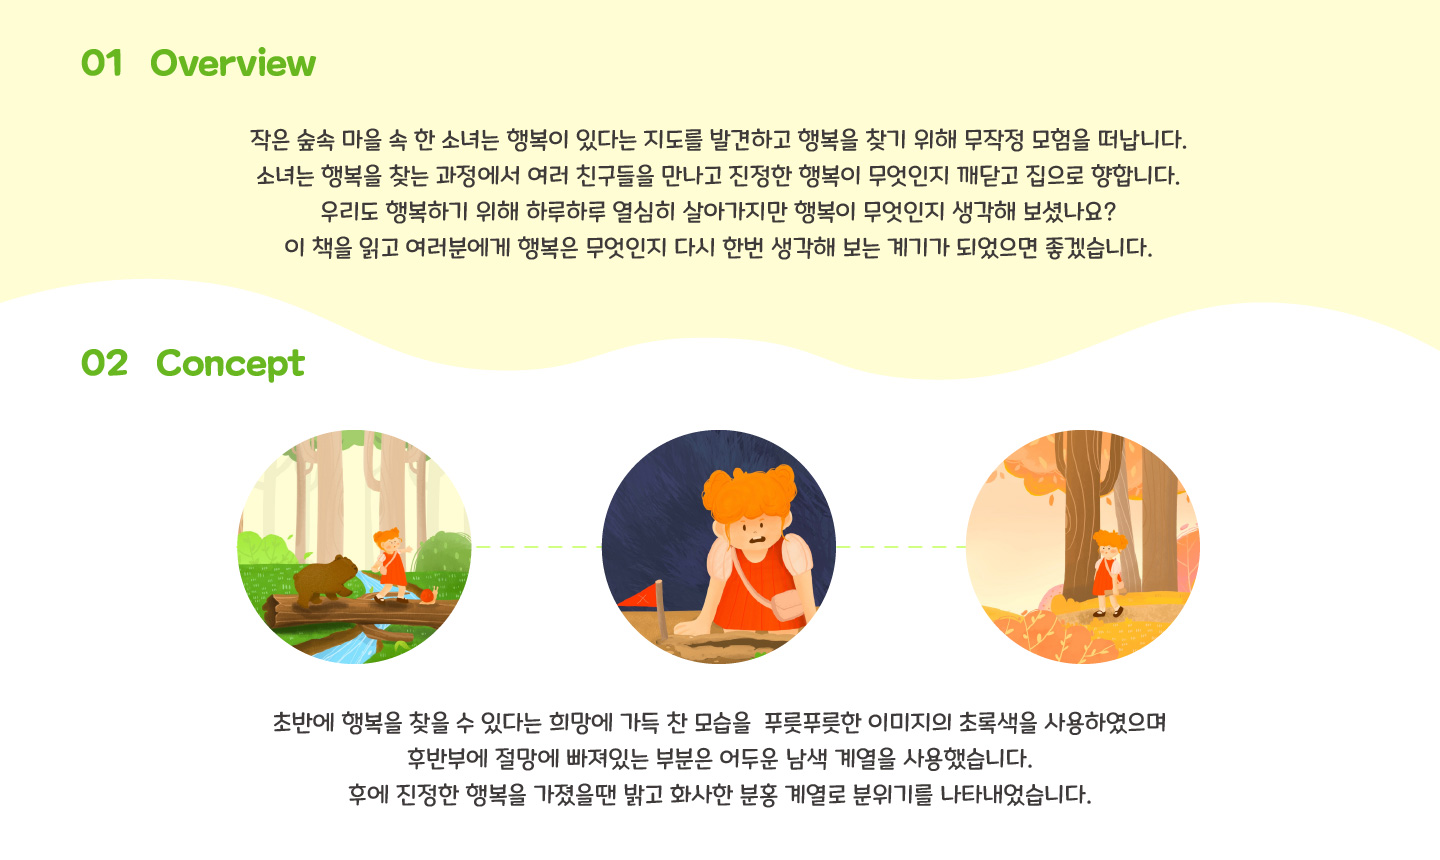 01 Overview
작은 숲속 마을 속 한 소녀는 행복이 있다는 지도를 발견하고 행복을 찾기 위해 무작정 모험을 떠납니다.
소녀는 행복을 찾는 과정에서 여러 친구들을 만나고 진정한 행복이 무엇인지 깨닫고 집으로 향합니다.
우리도 행복하기 위해 하루하루 열심히 살아가지만 행복이 무엇인지 생각해 보셨나요?
이 책을 읽고 여러분에게 행복은 무엇인지 다시 한번 생각해 보는 계기가 되었으면 좋겠습니다.
02 Concept
초반에 행복을 찾을 수 있다는 희망에 가득 찬 모습을 푸릇푸릇한 이미지의 초록색을 사용하였으며
후반부에 절망에 빠져있는 부분은 어두운 남색 계열을 사용했습니다.
후에 진정한 행복을 가졌을땐 밝고 화사한 분홍 계열로 분위기를 나타내었습니다.